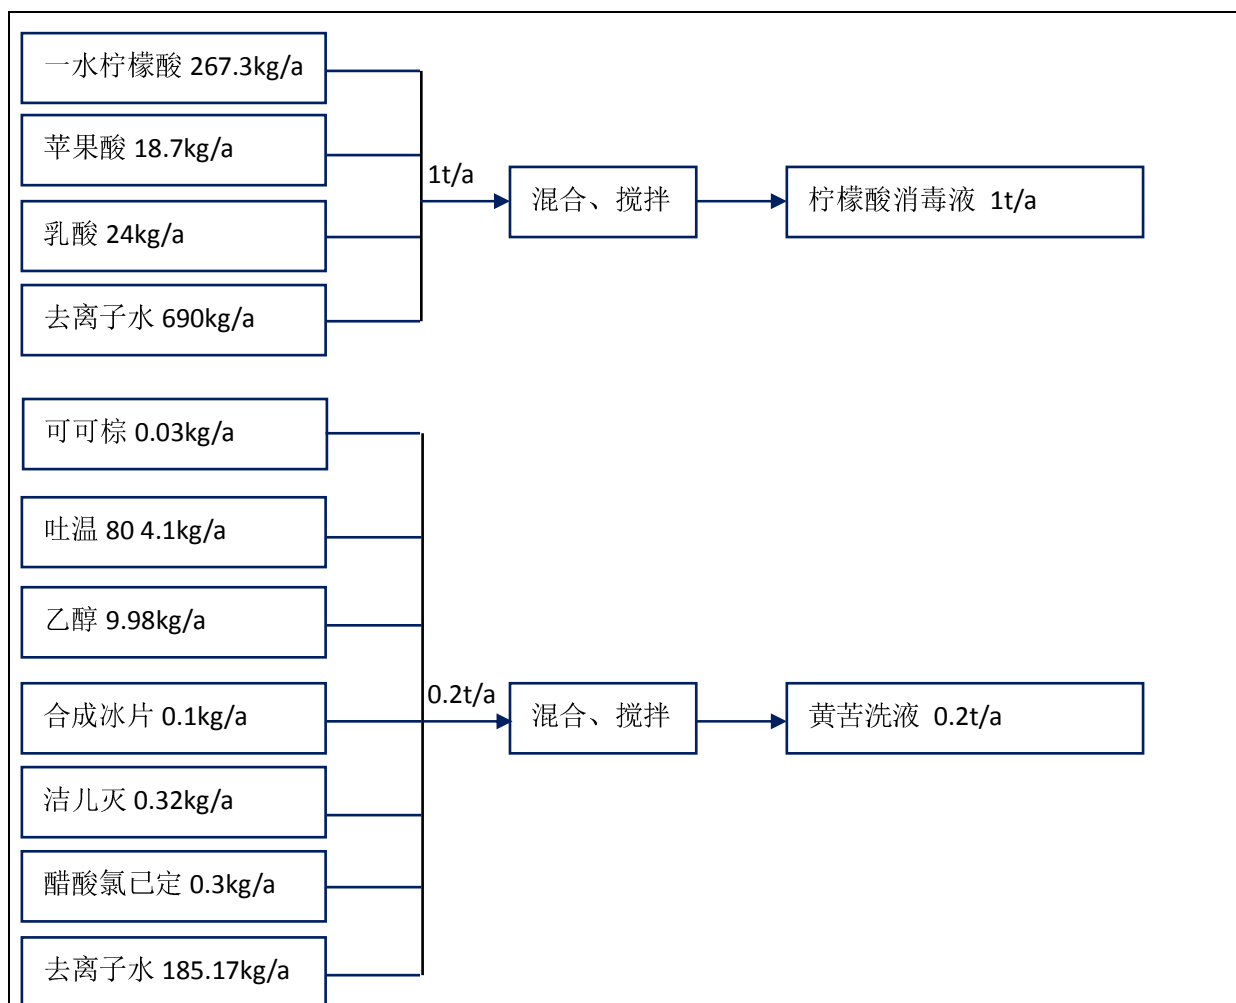 一水柠檬酸 267.3kg/a
苹果酸 18.7kg/a
乳酸 24kg/a
去离子水 690kg/a
1t/a
混合、搅拌
柠檬酸消毒液 1t/a
可可棕 0.03kg/a
吐温 80 4.1kg/a
乙醇 9.98kg/a
合成冰片 0.1kg/a
洁儿灭 0.32kg/a
醋酸氯已定 0.3kg/a
去离子水 185.17kg/a
0.2t/a
混合、搅拌
黄苦洗液 0.2t/a